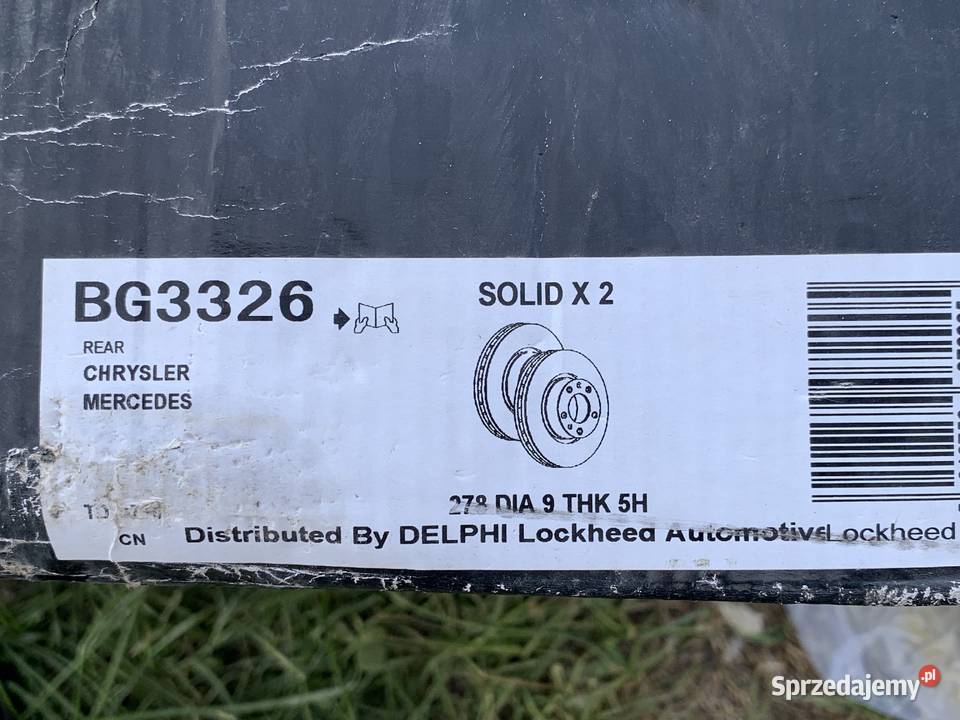 BG3326
SOLID X 2
REAR
CHRYSLER
MERCEDES
278 DIA 9 THK 5H
CN
Distributed By DELPHI Lockheed Automotive Lockheed
Sprzedajemy.pl